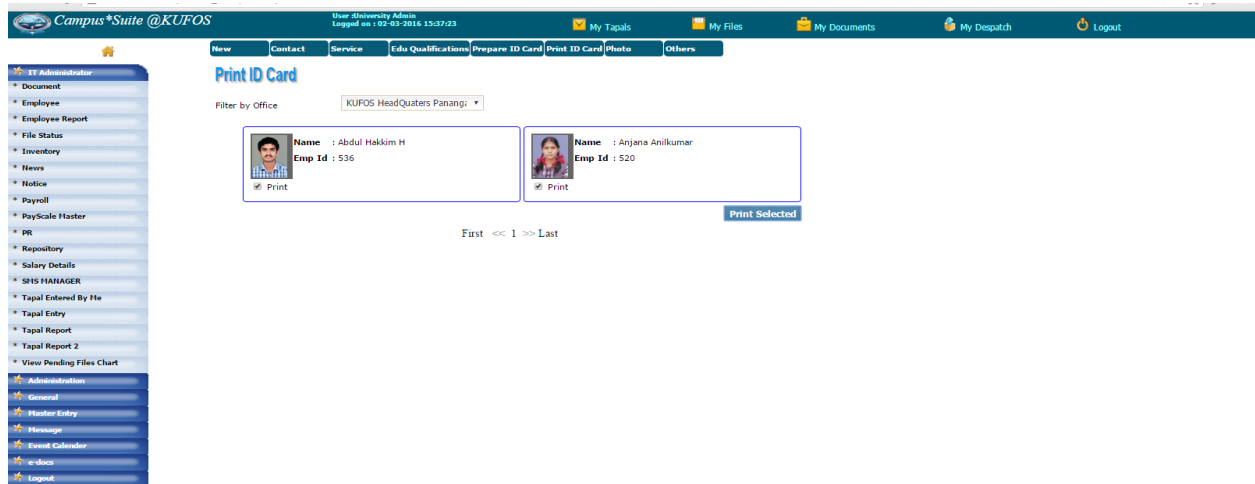 Campus*Suite @KUFOS
User :University Admin
Logged on : 02-03-2016 15:37:23
My Tapals
My Files
My Documents
My Despatch
Logout
New Contact Service Edu Qualifications Prepare ID Card Print ID Card Photo Others
IT Administrator
* Document
* Employee
* Employee Report
* File Status
* Inventory
* News
* Notice
* Payroll
* PayScale Master
* PR
* Repository
* Salary Details
* SMS MANAGER
* Tapal Entered By Me
* Tapal Entry
* Tapal Report
* Tapal Report 2
* View Pending Files Chart
Administration
General
Master Entry
Message
Event Calender
e-docs
Logout
Print ID Card
Filter by Office KUFOS HeadQuaters Panang
Name : Abdul Hakkim H
Emp Id : 536
Print
Name : Anjana Anilkumar
Emp Id : 520
Print
Print Selected
First << 1 >> Last